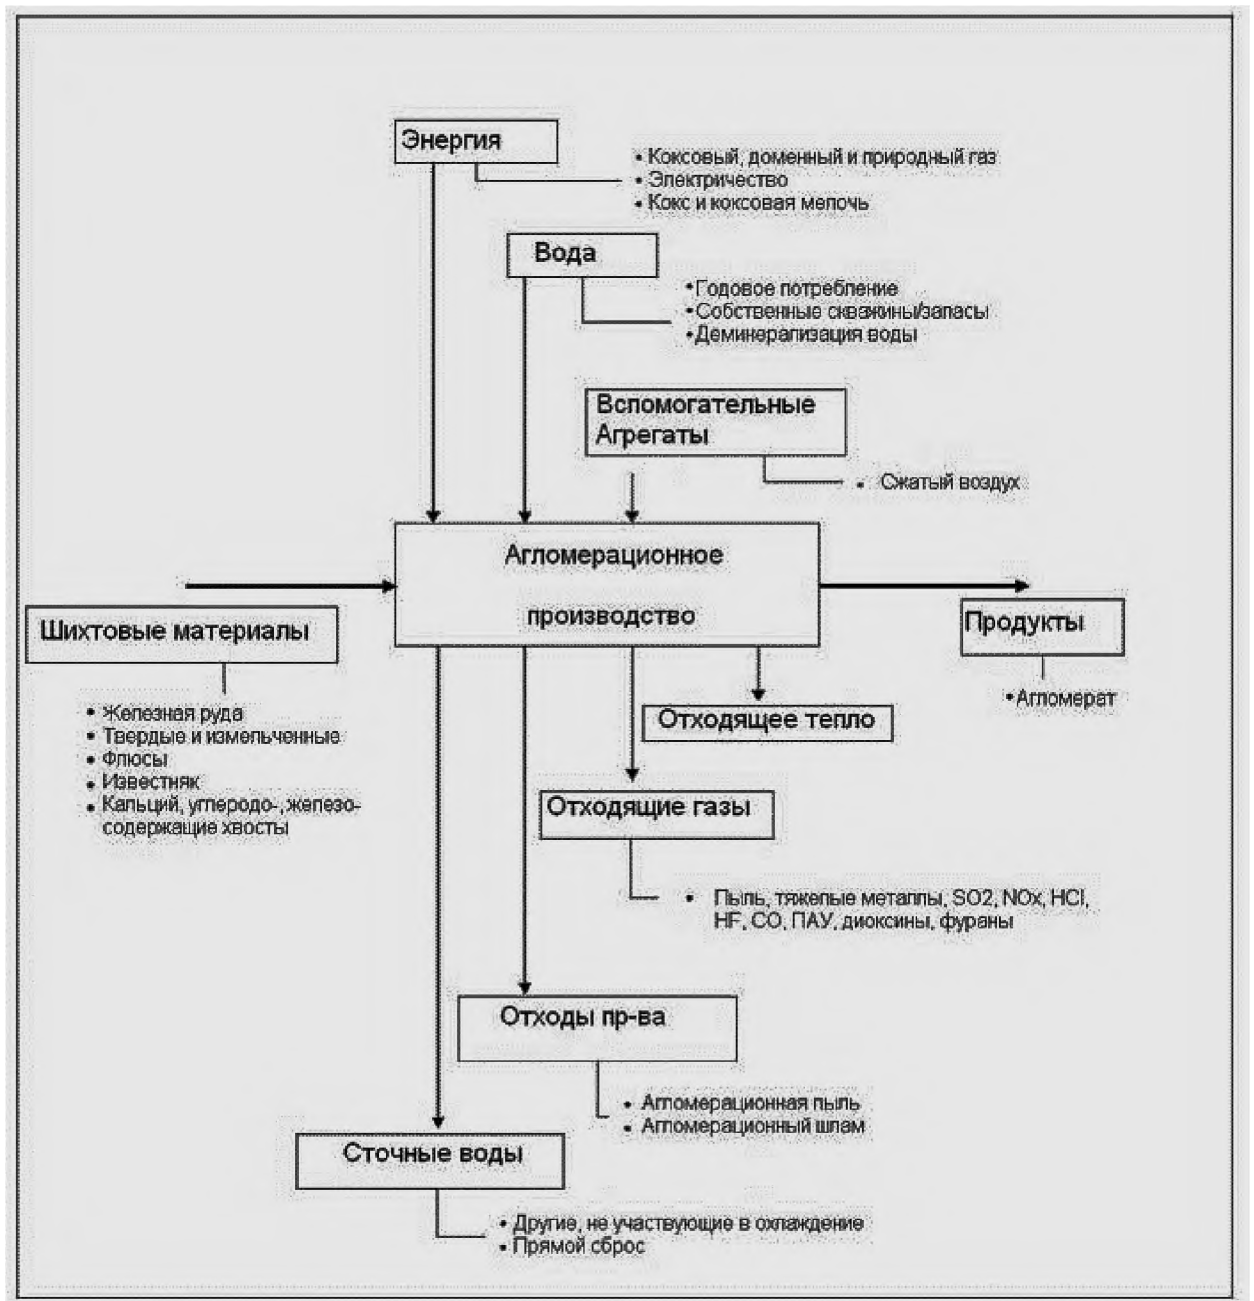 Энергия
• Коксовый, доменный и природный газ
• Электричество
• Кокс и коксовая мелочь
Вода
• Годовое потребление
• Собственные скважины/запасы
• Деминерализация воды
Вспомогательные
Агрегаты
• Сжатый воздух
Агломерационное
производство
Шихтовые материалы
• Железная руда
• Твердые и измельченные
• Флюсы
• Известняк
• Кальций, углеродо-, железо-
содержащие хвосты
Продукты
• Агломерат
Отходящее тепло
Отходящие газы
• Пыль, тяжелые металлы, SO2, NOx, HCl,
HF, CO, ПАУ, диоксины, фураны
Отходы пр-ва
• Агломерационная пыль
• Агломерационный шлам
Сточные воды
• Другие, не участвующие в охлаждение
• Прямой сброс